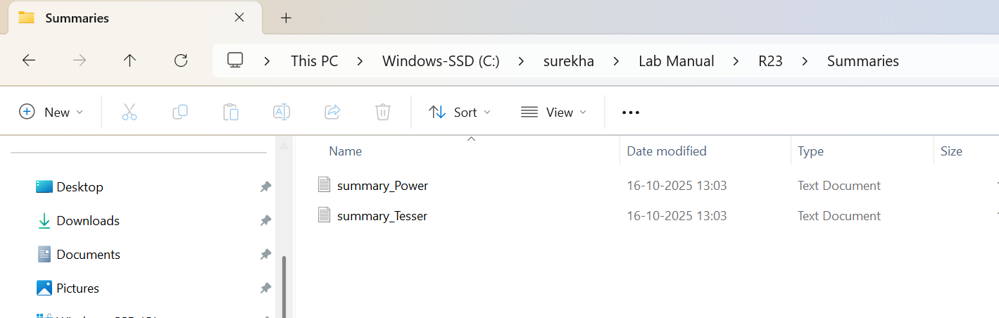 Summaries
This PC Windows-SSD (C:) surekha Lab Manual R23 Summaries
New Sort View
Name Date modified Type Size
Desktop
Downloads
Documents
Pictures
summary_Power 16-10-2025 13:03 Text Document
summary_Tesser 16-10-2025 13:03 Text Document